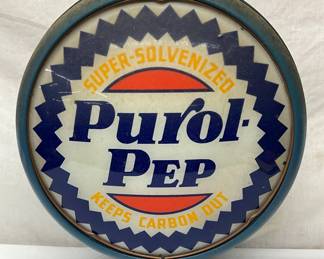 SUPER-SOLVENIZED
Purol-
PEP
KEEPS CARBON OUT